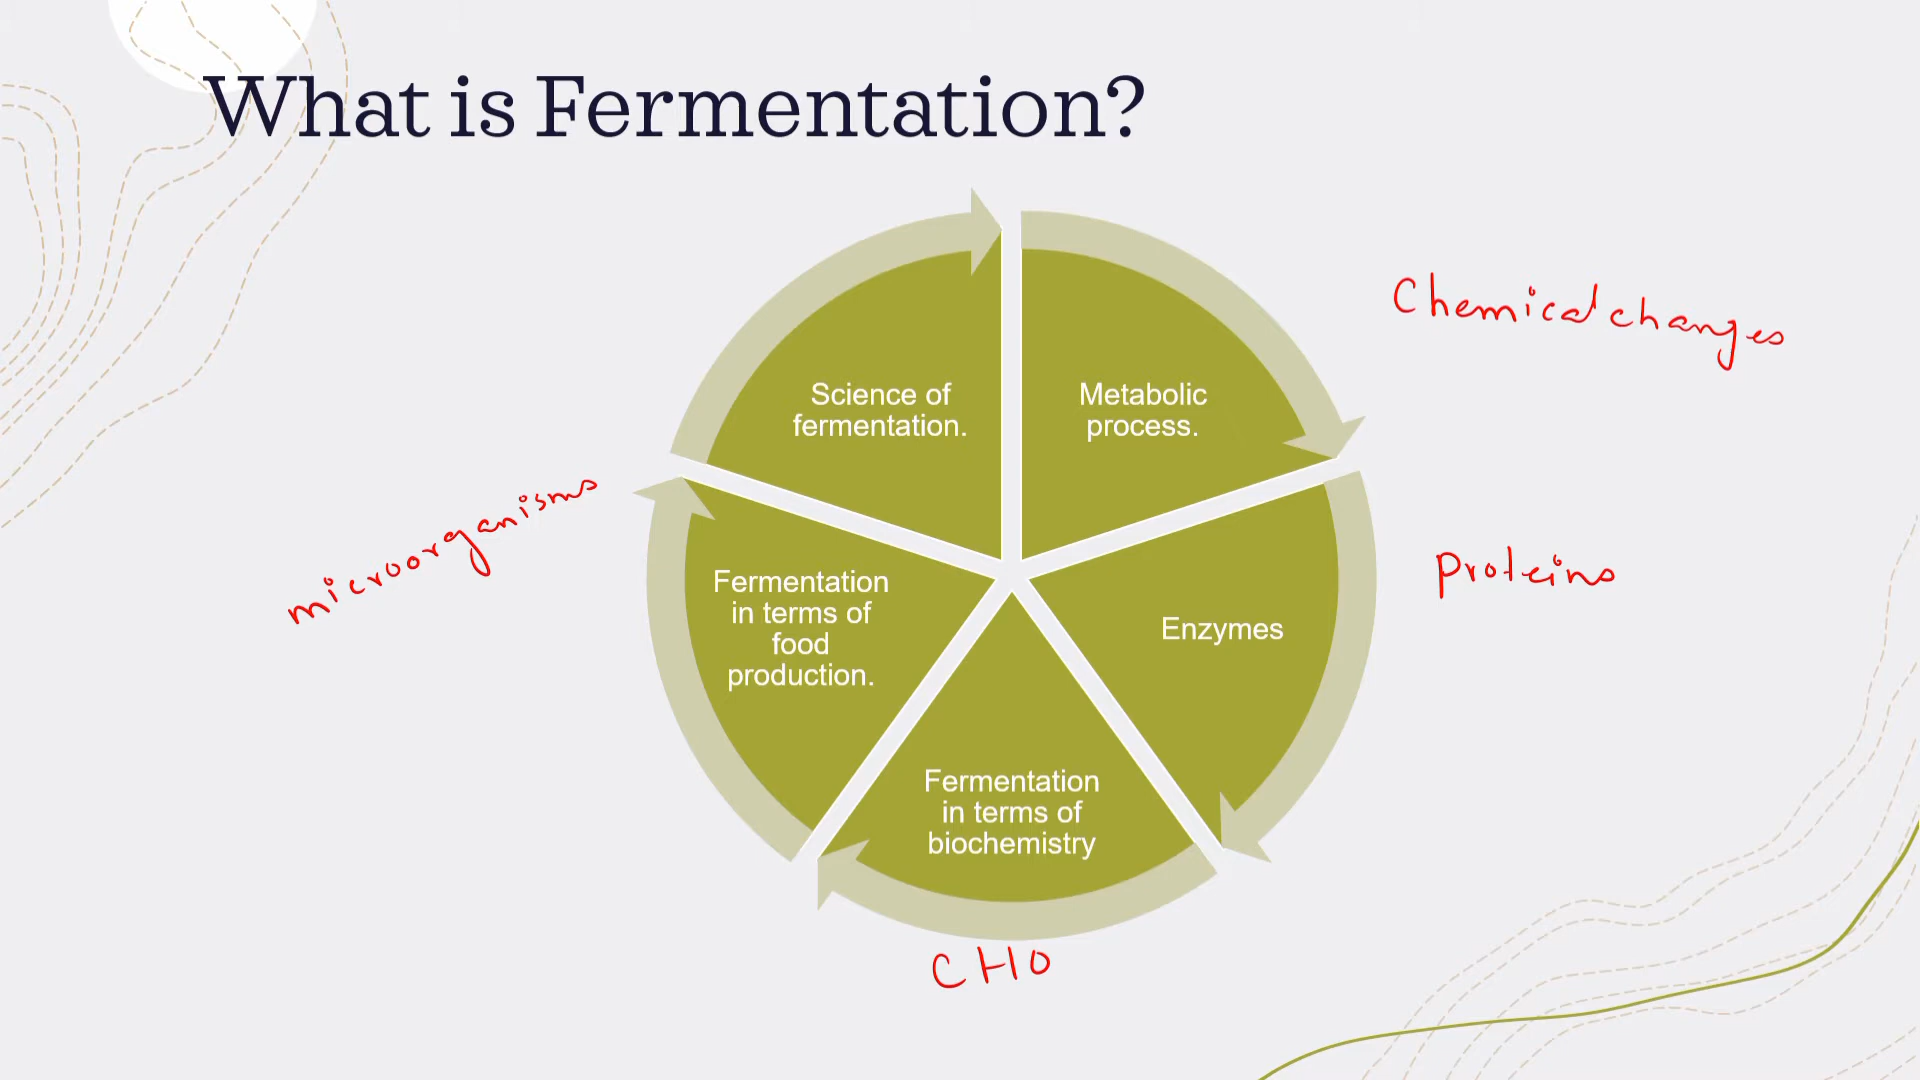 What is Fermentation?
Science of
fermentation.
Metabolic
process.
Chemical changes
microorganisms
Fermentation
in terms of
food
production.
Enzymes
Proteins
Fermentation
in terms of
biochemistry
CHO